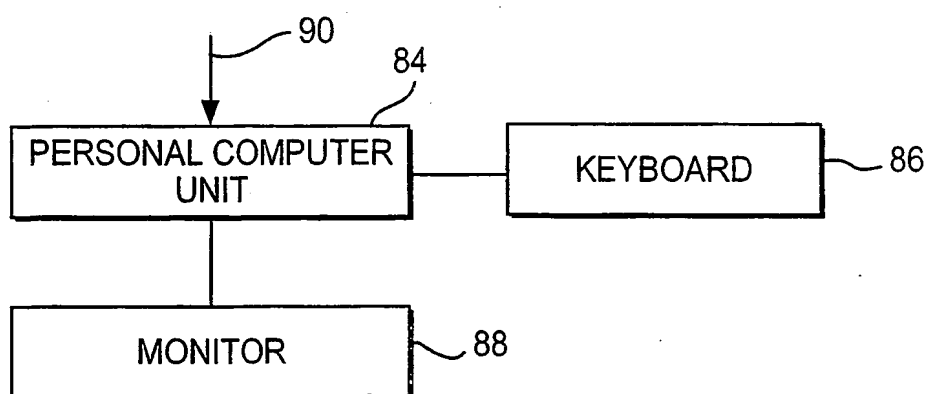 90
84
PERSONAL COMPUTER
UNIT
KEYBOARD
86
MONITOR
88